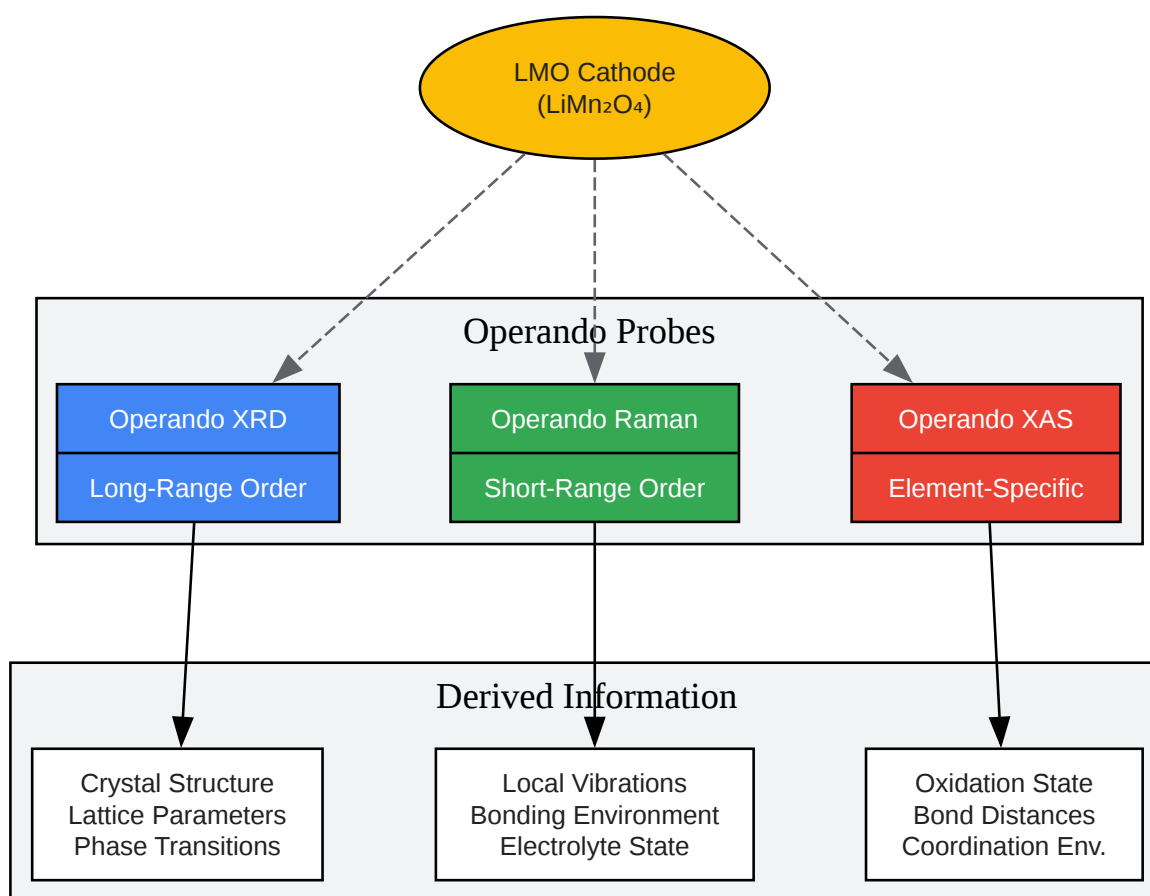 LMO Cathode
(LiMn₂O₄)
Operando Probes
Operando XRD
Long-Range Order
Operando Raman
Short-Range Order
Operando XAS
Element-Specific
Derived Information
Crystal Structure
Lattice Parameters
Phase Transitions
Local Vibrations
Bonding Environment
Electrolyte State
Oxidation State
Bond Distances
Coordination Env.